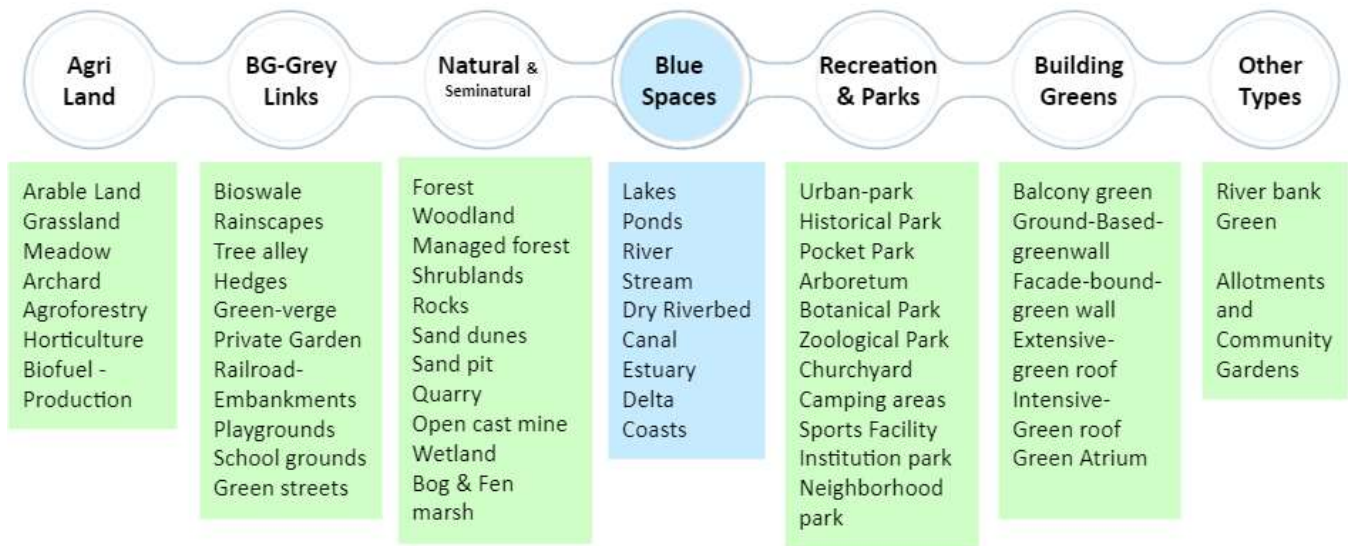 Agri
Land
BG-Grey
Links
Natural &
Seminatural
Blue
Spaces
Recreation
& Parks
Building
Greens
Other
Types
Arable Land
Grassland
Meadow
Archard
Agroforestry
Horticulture
Biofuel -
Production
Bioswale
Rainscapes
Tree alley
Hedges
Green-verge
Private Garden
Railroad-
Embankments
Playgrounds
School grounds
Green streets
Forest
Woodland
Managed forest
Shrublands
Rocks
Sand dunes
Sand pit
Quarry
Open cast mine
Wetland
Bog & Fen
marsh
Lakes
Ponds
River
Stream
Dry Riverbed
Canal
Estuary
Delta
Coasts
Urban-park
Historical Park
Pocket Park
Arboretum
Botanical Park
Zoological Park
Churchyard
Camping areas
Sports Facility
Institution park
Neighborhood
park
Balcony green
Ground-Based-
greenwall
Facade-bound-
green wall
Extensive-
green roof
Intensive-
Green roof
Green Atrium
River bank
Green
Allotments
and
Community
Gardens